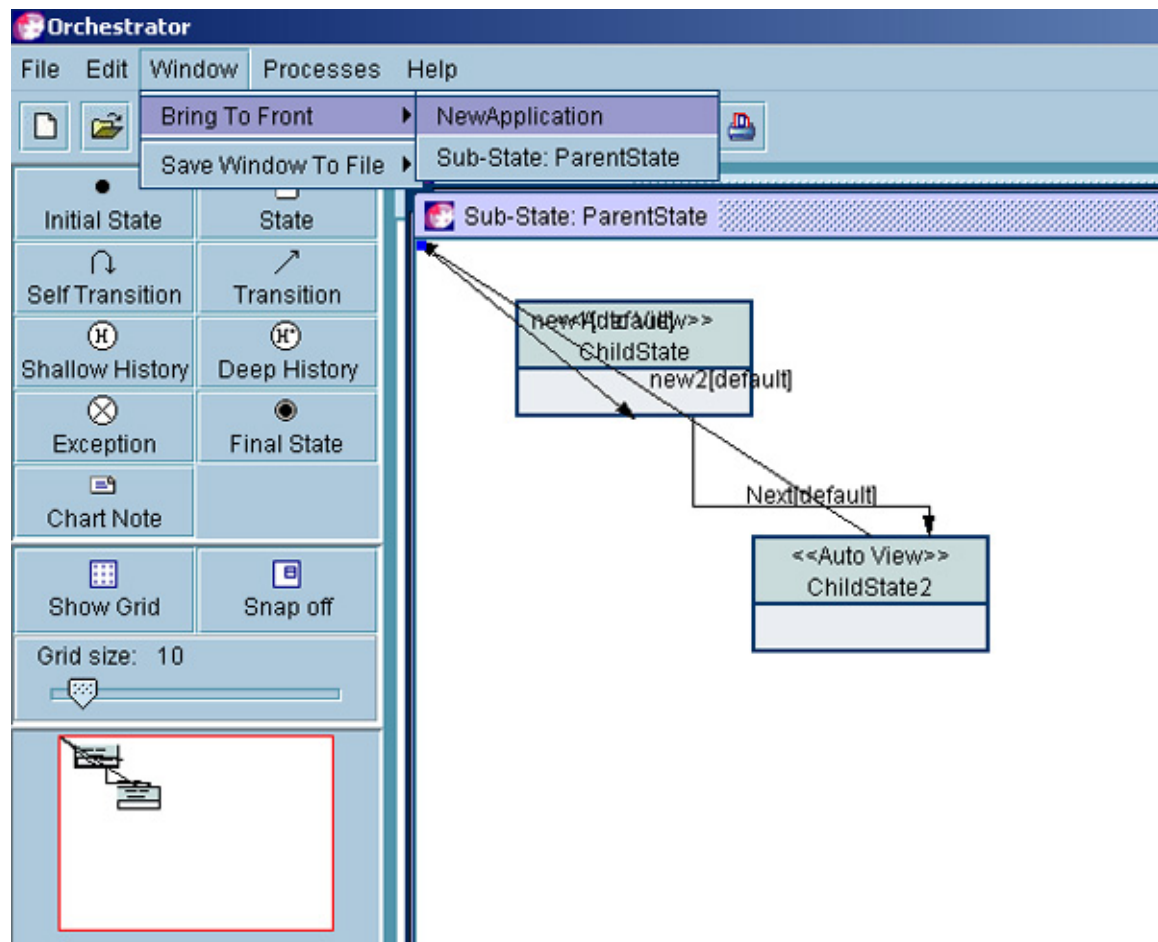 Orchestrator
File Edit Window Processes Help
Bring To Front
NewApplication
Save Window To File
Sub-State: ParentState
Initial State
State
Self Transition
Transition
Shallow History
Deep History
Exception
Final State
Chart Note
Show Grid
Snap off
Grid size: 10
Sub-State: ParentState
new1[default]
ChildState
new2[default]
Next[default]
<<Auto View>>
ChildState2